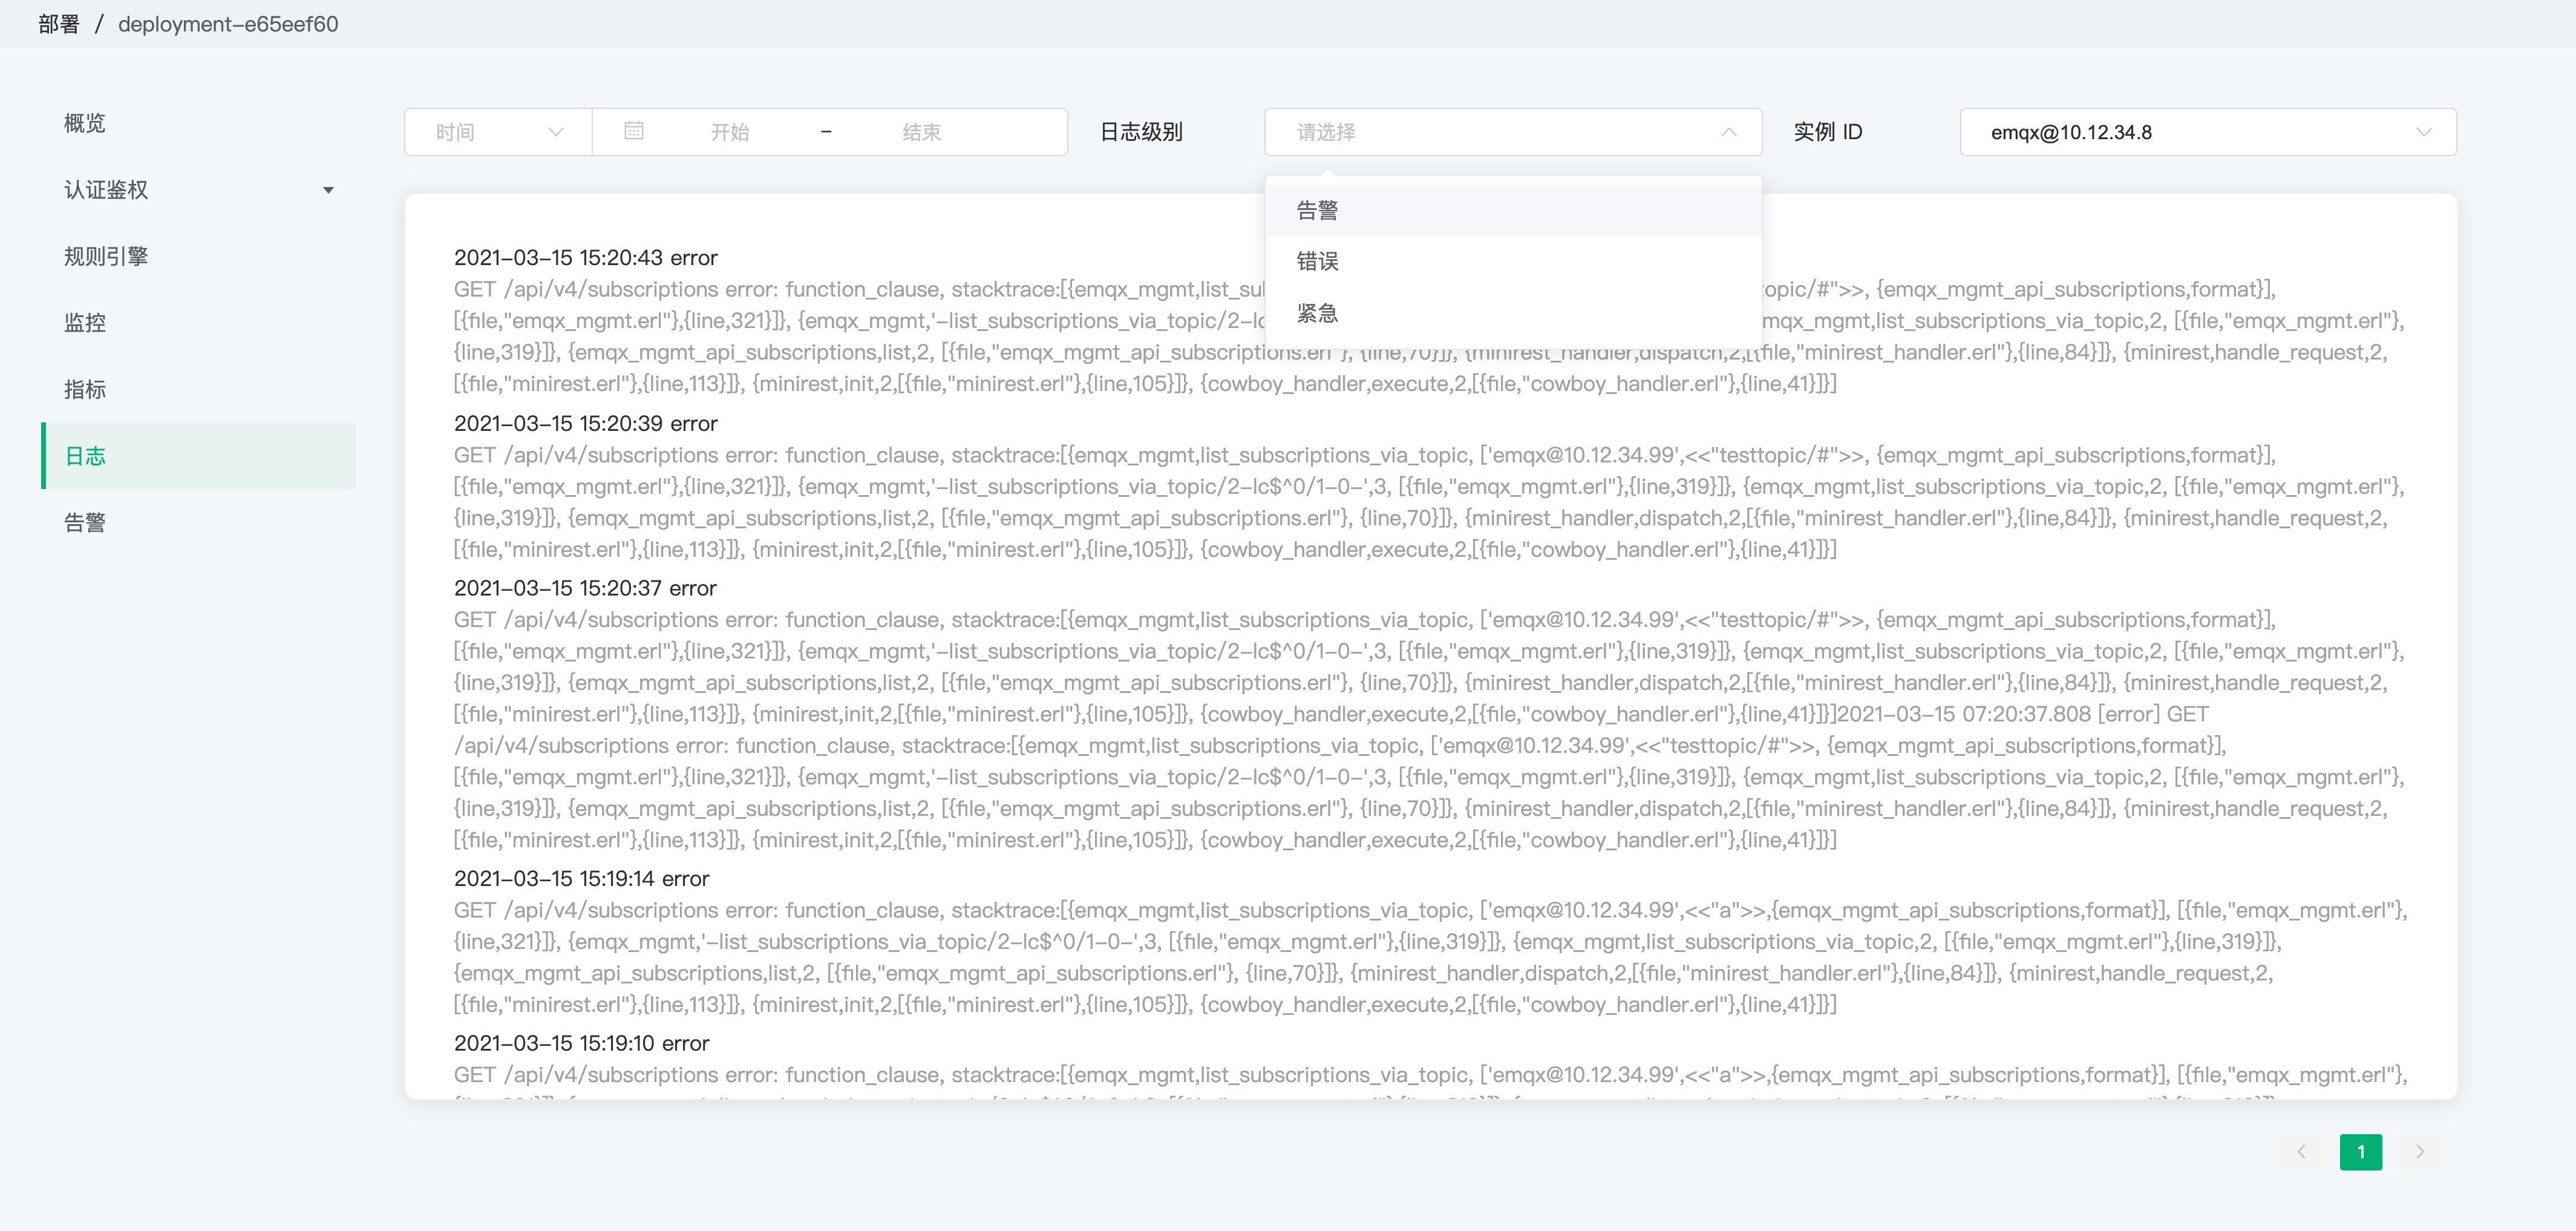 部署 / deployment-e65eef60
概览
认证鉴权
规则引擎
监控
指标
日志
告警
时间 开始 - 结束 日志级别 请选择 实例 ID emqx@10.12.34.8
告警
错误
紧急
2021-03-15 15:20:43 error
GET /api/v4/subscriptions error: function_clause, stacktrace:[{emqx_mgmt,list_su opic/#">>, {emqx_mgmt_api_subscriptions,format}],
[{file,"emqx_mgmt.erl"},{line,321}]}, {emqx_mgmt,'-list_subscriptions_via_topic/2-lc mqx_mgmt,list_subscriptions_via_topic,2, [{file,"emqx_mgmt.erl"},
{line,319}]}, {emqx_mgmt_api_subscriptions,list,2, [{file,"emqx_mgmt_api_subscriptions.erl"}, {line,70}]}, {minirest_handler,dispatch,2,[{file,"minirest_handler.erl"},{line,84}]}, {minirest,handle_request,2,
[{file,"minirest.erl"},{line,113}]}, {minirest,init,2,[{file,"minirest.erl"},{line,105}]}, {cowboy_handler,execute,2,[{file,"cowboy_handler.erl"},{line,41}]}]
2021-03-15 15:20:39 error
GET /api/v4/subscriptions error: function_clause, stacktrace:[{emqx_mgmt,list_subscriptions_via_topic, ['emqx@10.12.34.99',<<"testtopic/#">>, {emqx_mgmt_api_subscriptions,format}],
[{file,"emqx_mgmt.erl"},{line,321}]}, {emqx_mgmt,'-list_subscriptions_via_topic/2-lc$^0/1-0-',3, [{file,"emqx_mgmt.erl"},{line,319}]}, {emqx_mgmt,list_subscriptions_via_topic,2, [{file,"emqx_mgmt.erl"},
{line,319}]}, {emqx_mgmt_api_subscriptions,list,2, [{file,"emqx_mgmt_api_subscriptions.erl"}, {line,70}]}, {minirest_handler,dispatch,2,[{file,"minirest_handler.erl"},{line,84}]}, {minirest,handle_request,2,
[{file,"minirest.erl"},{line,113}]}, {minirest,init,2,[{file,"minirest.erl"},{line,105}]}, {cowboy_handler,execute,2,[{file,"cowboy_handler.erl"},{line,41}]}]
2021-03-15 15:20:37 error
GET /api/v4/subscriptions error: function_clause, stacktrace:[{emqx_mgmt,list_subscriptions_via_topic, ['emqx@10.12.34.99',<<"testtopic/#">>, {emqx_mgmt_api_subscriptions,format}],
[{file,"emqx_mgmt.erl"},{line,321}]}, {emqx_mgmt,'-list_subscriptions_via_topic/2-lc$^0/1-0-',3, [{file,"emqx_mgmt.erl"},{line,319}]}, {emqx_mgmt,list_subscriptions_via_topic,2, [{file,"emqx_mgmt.erl"},
{line,319}]}, {emqx_mgmt_api_subscriptions,list,2, [{file,"emqx_mgmt_api_subscriptions.erl"}, {line,70}]}, {minirest_handler,dispatch,2,[{file,"minirest_handler.erl"},{line,84}]}, {minirest,handle_request,2,
[{file,"minirest.erl"},{line,113}]}, {minirest,init,2,[{file,"minirest.erl"},{line,105}]}, {cowboy_handler,execute,2,[{file,"cowboy_handler.erl"},{line,41}]}]2021-03-15 07:20:37.808 [error] GET
/api/v4/subscriptions error: function_clause, stacktrace:[{emqx_mgmt,list_subscriptions_via_topic, ['emqx@10.12.34.99',<<"testtopic/#">>, {emqx_mgmt_api_subscriptions,format}],
[{file,"emqx_mgmt.erl"},{line,321}]}, {emqx_mgmt,'-list_subscriptions_via_topic/2-lc$^0/1-0-',3, [{file,"emqx_mgmt.erl"},{line,319}]}, {emqx_mgmt,list_subscriptions_via_topic,2, [{file,"emqx_mgmt.erl"},
{line,319}]}, {emqx_mgmt_api_subscriptions,list,2, [{file,"emqx_mgmt_api_subscriptions.erl"}, {line,70}]}, {minirest_handler,dispatch,2,[{file,"minirest_handler.erl"},{line,84}]}, {minirest,handle_request,2,
[{file,"minirest.erl"},{line,113}]}, {minirest,init,2,[{file,"minirest.erl"},{line,105}]}, {cowboy_handler,execute,2,[{file,"cowboy_handler.erl"},{line,41}]}]
2021-03-15 15:19:14 error
GET /api/v4/subscriptions error: function_clause, stacktrace:[{emqx_mgmt,list_subscriptions_via_topic, ['emqx@10.12.34.99',<<"a">>,{emqx_mgmt_api_subscriptions,format}], [{file,"emqx_mgmt.erl"},
{line,321}]}, {emqx_mgmt,'-list_subscriptions_via_topic/2-lc$^0/1-0-',3, [{file,"emqx_mgmt.erl"},{line,319}]}, {emqx_mgmt,list_subscriptions_via_topic,2, [{file,"emqx_mgmt.erl"},{line,319}]},
{emqx_mgmt_api_subscriptions,list,2, [{file,"emqx_mgmt_api_subscriptions.erl"}, {line,70}]}, {minirest_handler,dispatch,2,[{file,"minirest_handler.erl"},{line,84}]}, {minirest,handle_request,2,
[{file,"minirest.erl"},{line,113}]}, {minirest,init,2,[{file,"minirest.erl"},{line,105}]}, {cowboy_handler,execute,2,[{file,"cowboy_handler.erl"},{line,41}]}]
2021-03-15 15:19:10 error
GET /api/v4/subscriptions error: function_clause, stacktrace:[{emqx_mgmt,list_subscriptions_via_topic, ['emqx@10.12.34.99',<<"a">>,{emqx_mgmt_api_subscriptions,format}], [{file,"emqx_mgmt.erl"},
1